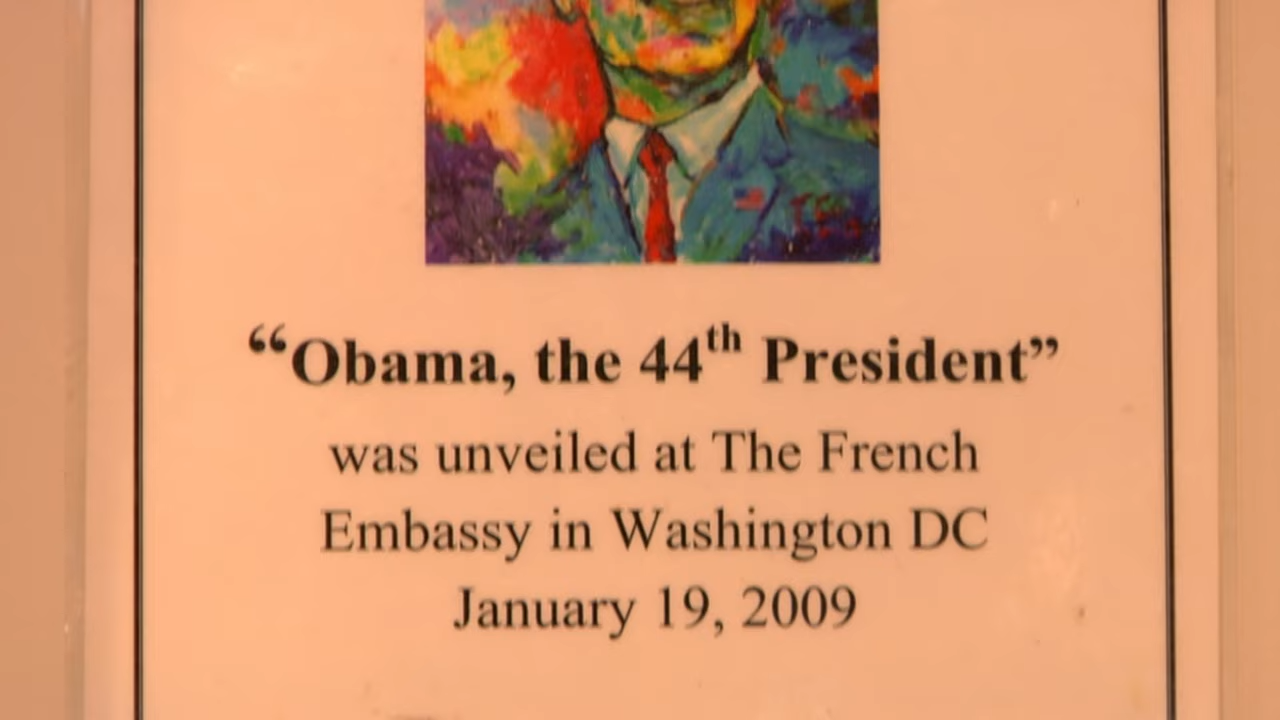 “Obama, the 44th President”
was unveiled at The French
Embassy in Washington DC
January 19, 2009